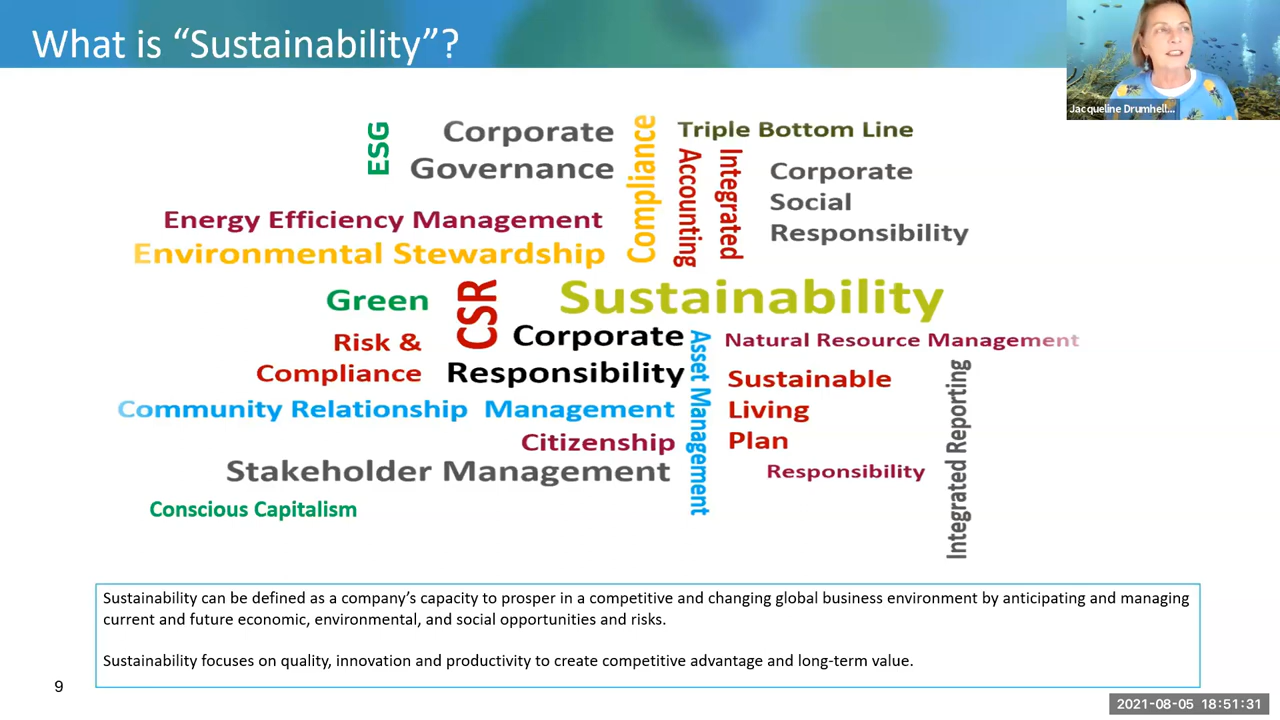 What is “Sustainability”?
Jacqueline Drumhell...
ESG
Corporate
Governance
Compliance
Triple Bottom Line
Accounting
Integrated
Corporate
Social
Responsibility
Energy Efficiency Management
Environmental Stewardship
Green
CSR
Sustainability
Risk &
Compliance
Corporate
Responsibility
Asset Management
Natural Resource Management
Sustainable
Living
Plan
Integrated Reporting
Community Relationship Management
Citizenship
Stakeholder Management
Responsibility
Conscious Capitalism
Sustainability can be defined as a company’s capacity to prosper in a competitive and changing global business environment by anticipating and managing
current and future economic, environmental, and social opportunities and risks.
Sustainability focuses on quality, innovation and productivity to create competitive advantage and long-term value.
9
2021-08-05 18:51:31